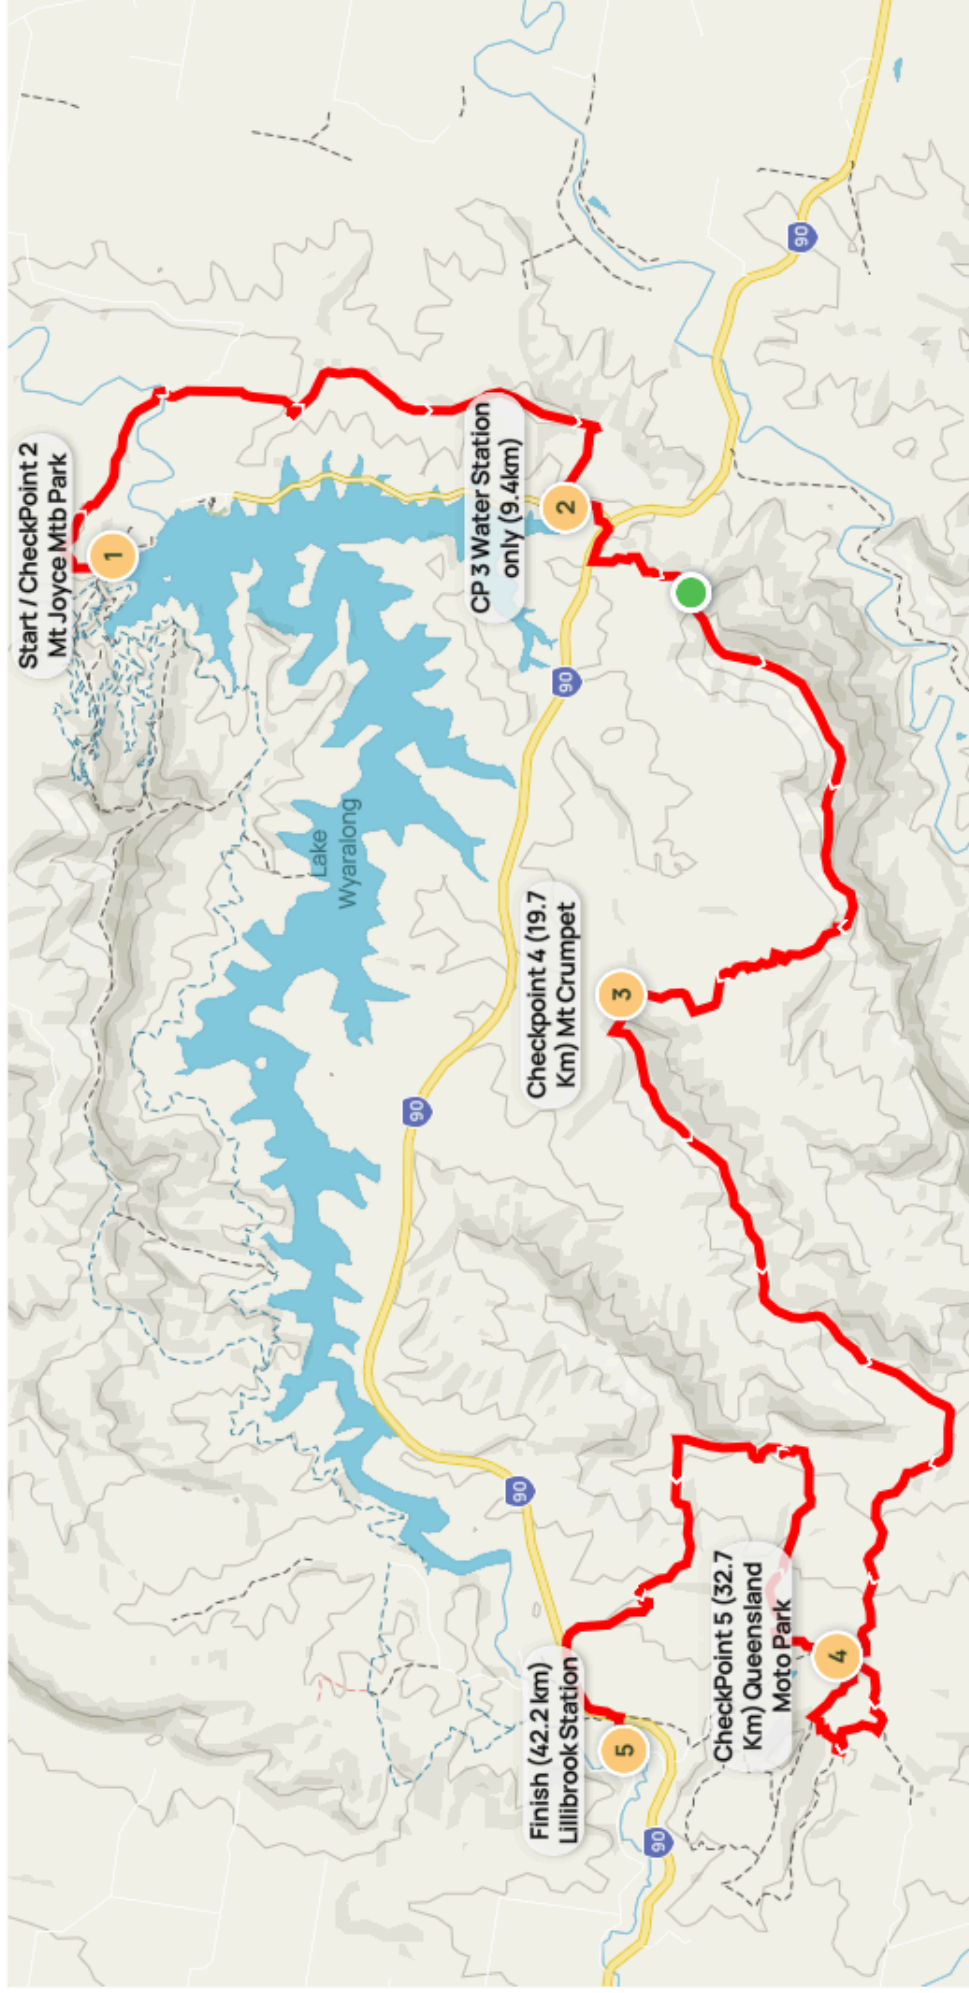 Start / CheckPoint 2
Mt Joyce Mtb Park
1
CP 3 Water Station
only (9.4km)
2
90
90
Lake
Wyaralong
Checkpoint 4 (19.7
Km) Mt Crumpet
3
90
90
CheckPoint 5 (32.7
Km) Queensland
Moto Park
4
Finish (42.2 km)
Lillibrook Station
5
90